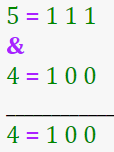 5 = 1 1 1
&
4 = 1 0 0
4 = 1 0 0